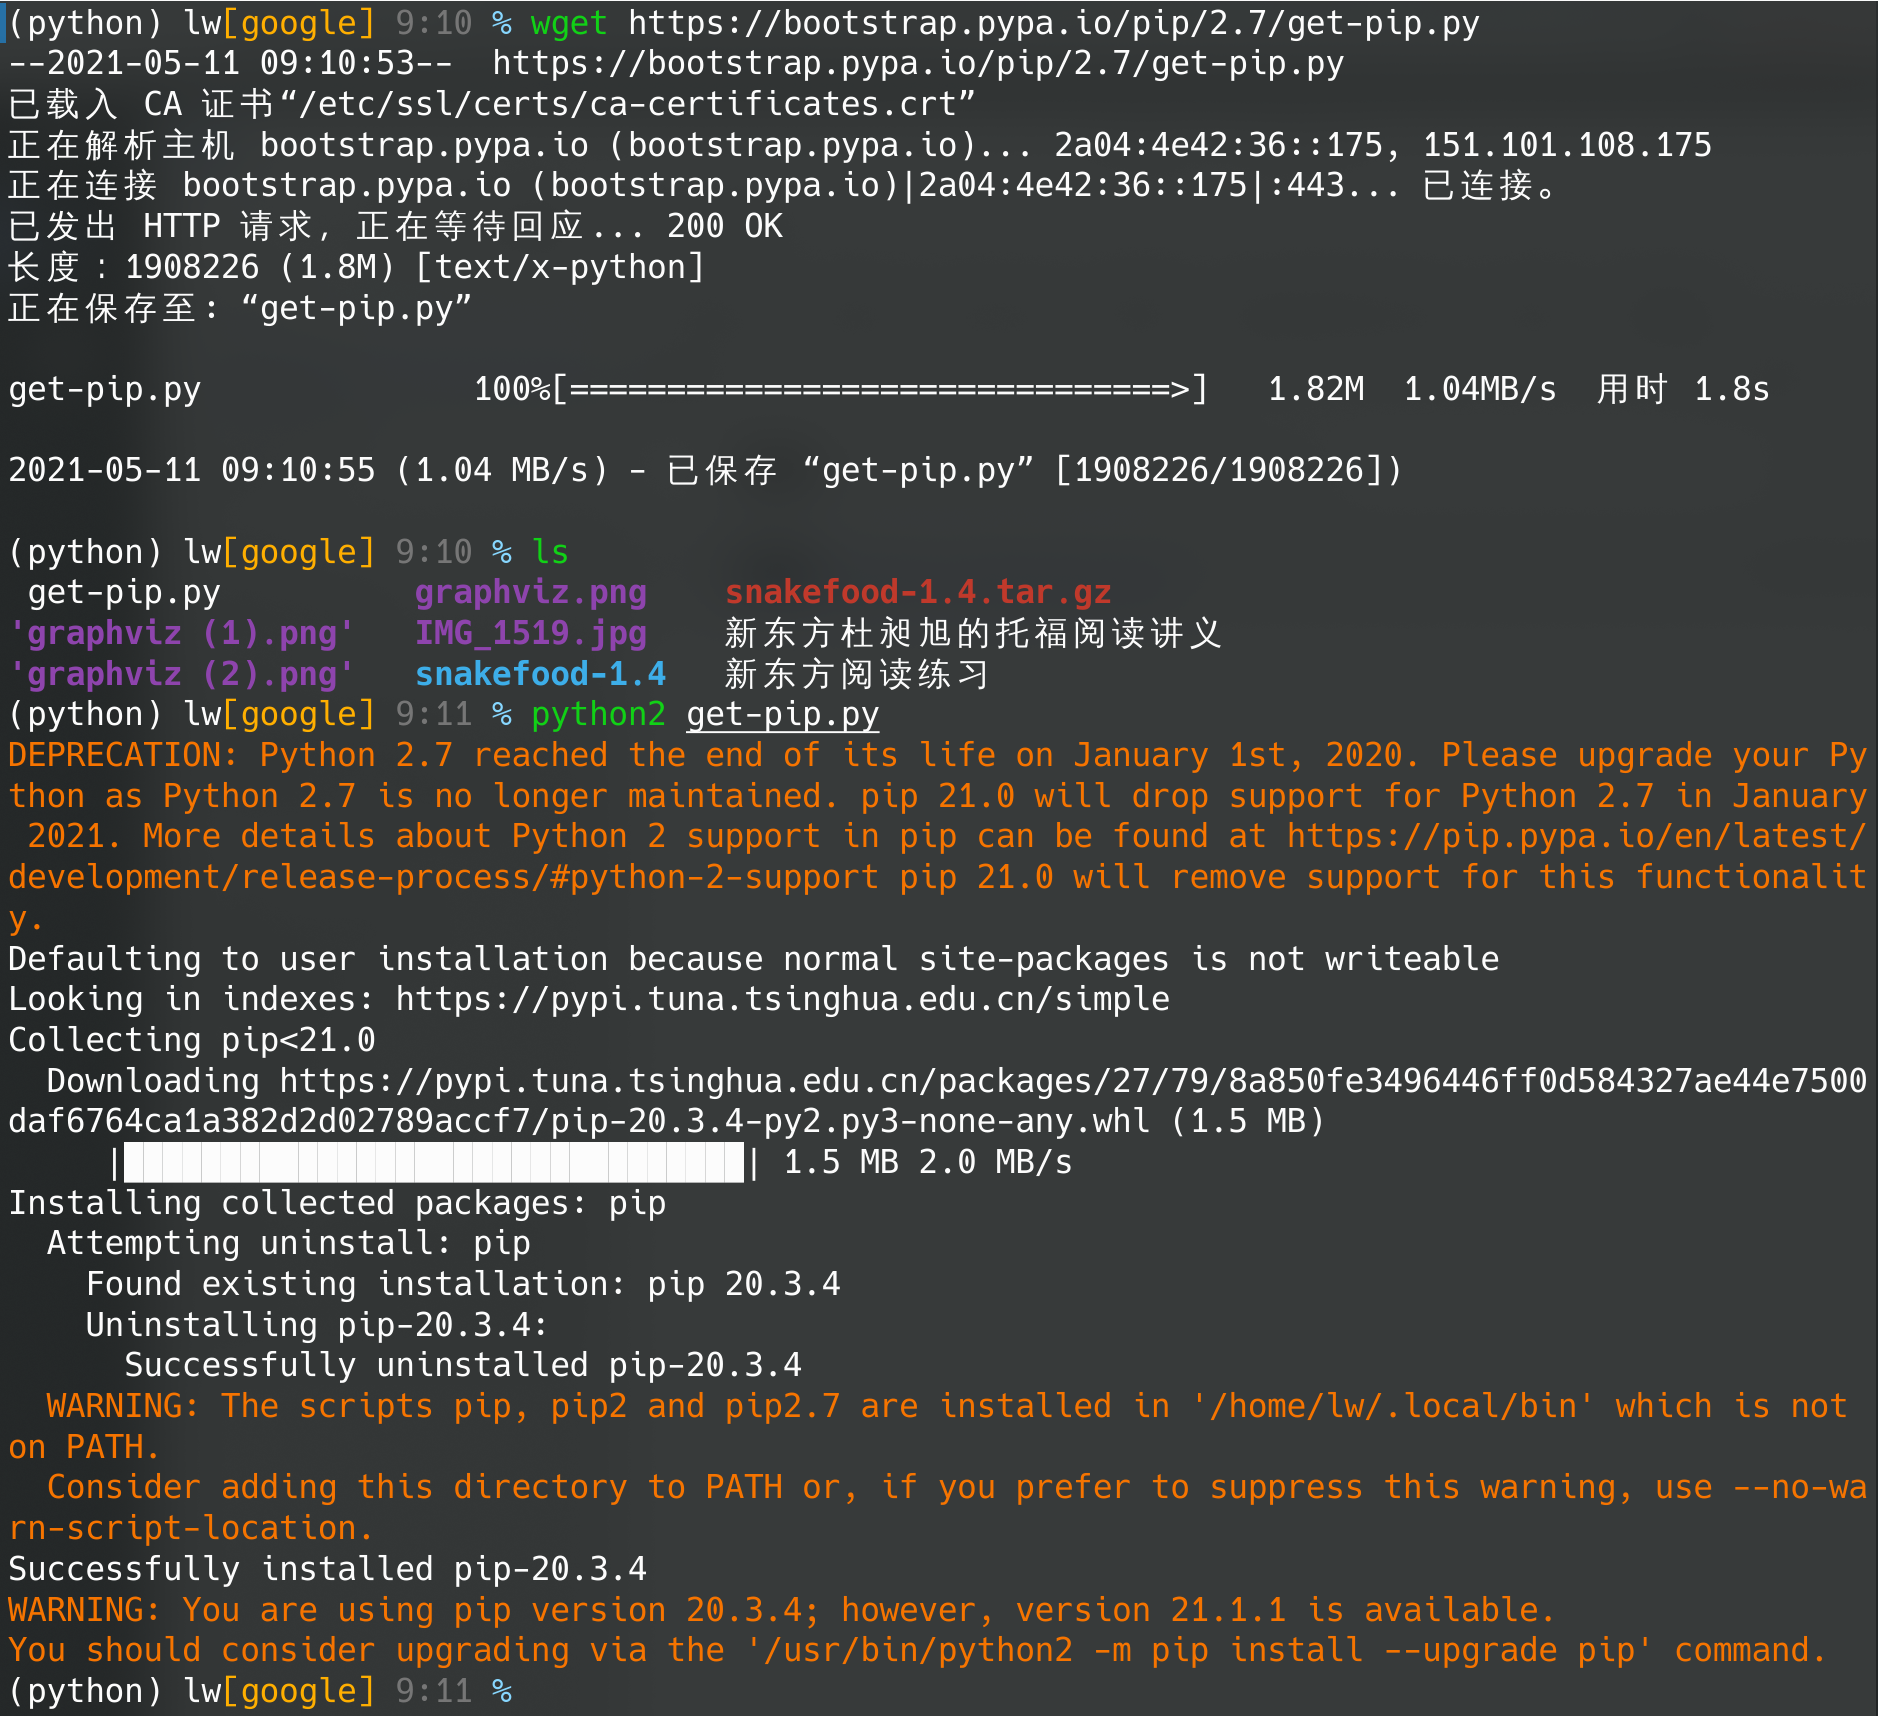 (python) lw[google] 9:10 % wget https://bootstrap.pypa.io/pip/2.7/get-pip.py
--2021-05-11 09:10:53--  https://bootstrap.pypa.io/pip/2.7/get-pip.py
已载入 CA 证书“/etc/ssl/certs/ca-certificates.crt”
正在解析主机 bootstrap.pypa.io (bootstrap.pypa.io)... 2a04:4e42:36::175, 151.101.108.175
正在连接 bootstrap.pypa.io (bootstrap.pypa.io)|2a04:4e42:36::175|:443... 已连接。
已发出 HTTP 请求，正在等待回应... 200 OK
长度：1908226 (1.8M) [text/x-python]
正在保存至: “get-pip.py”
get-pip.py              100%[===============================>]   1.82M  1.04MB/s  用时 1.8s
2021-05-11 09:10:55 (1.04 MB/s) - 已保存 “get-pip.py” [1908226/1908226])
(python) lw[google] 9:10 % ls
 get-pip.py          graphviz.png    snakefood-1.4.tar.gz
'graphviz (1).png'   IMG_1519.jpg    新东方杜昶旭的托福阅读讲义
'graphviz (2).png'   snakefood-1.4   新东方阅读练习
(python) lw[google] 9:11 % python2 get-pip.py
DEPRECATION: Python 2.7 reached the end of its life on January 1st, 2020. Please upgrade your Py
thon as Python 2.7 is no longer maintained. pip 21.0 will drop support for Python 2.7 in January
 2021. More details about Python 2 support in pip can be found at https://pip.pypa.io/en/latest/
development/release-process/#python-2-support pip 21.0 will remove support for this functionalit
y.
Defaulting to user installation because normal site-packages is not writeable
Looking in indexes: https://pypi.tuna.tsinghua.edu.cn/simple
Collecting pip<21.0
  Downloading https://pypi.tuna.tsinghua.edu.cn/packages/27/79/8a850fe3496446ff0d584327ae44e7500
daf6764ca1a382d2d02789accf7/pip-20.3.4-py2.py3-none-any.whl (1.5 MB)
     |████████████████████████████████| 1.5 MB 2.0 MB/s
Installing collected packages: pip
  Attempting uninstall: pip
    Found existing installation: pip 20.3.4
    Uninstalling pip-20.3.4:
      Successfully uninstalled pip-20.3.4
  WARNING: The scripts pip, pip2 and pip2.7 are installed in '/home/lw/.local/bin' which is not
on PATH.
  Consider adding this directory to PATH or, if you prefer to suppress this warning, use --no-wa
rn-script-location.
Successfully installed pip-20.3.4
WARNING: You are using pip version 20.3.4; however, version 21.1.1 is available.
You should consider upgrading via the '/usr/bin/python2 -m pip install --upgrade pip' command.
(python) lw[google] 9:11 %